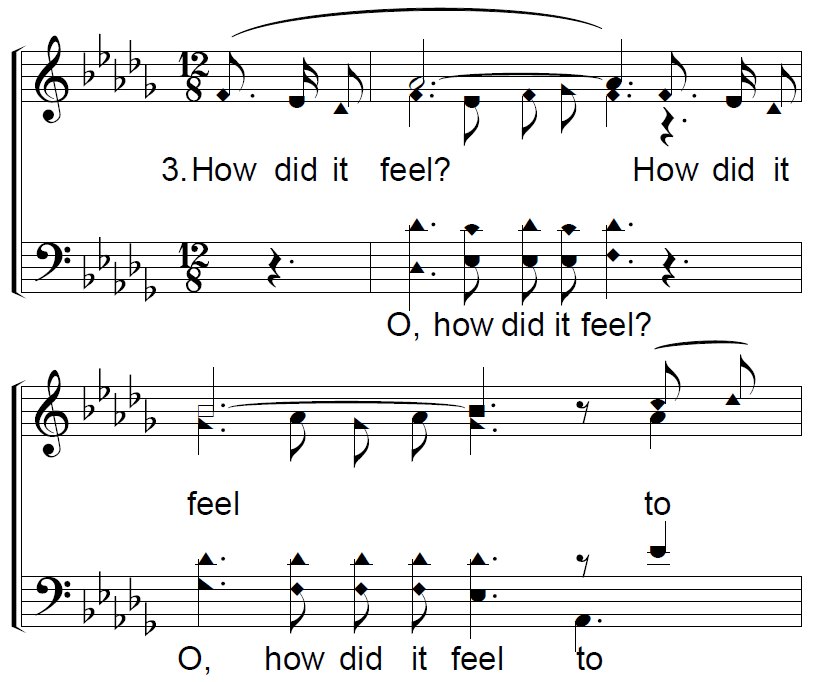 12
8
3. How did it feel? How did it
12
8
O, how did it feel?
feel to
O, how did it feel to